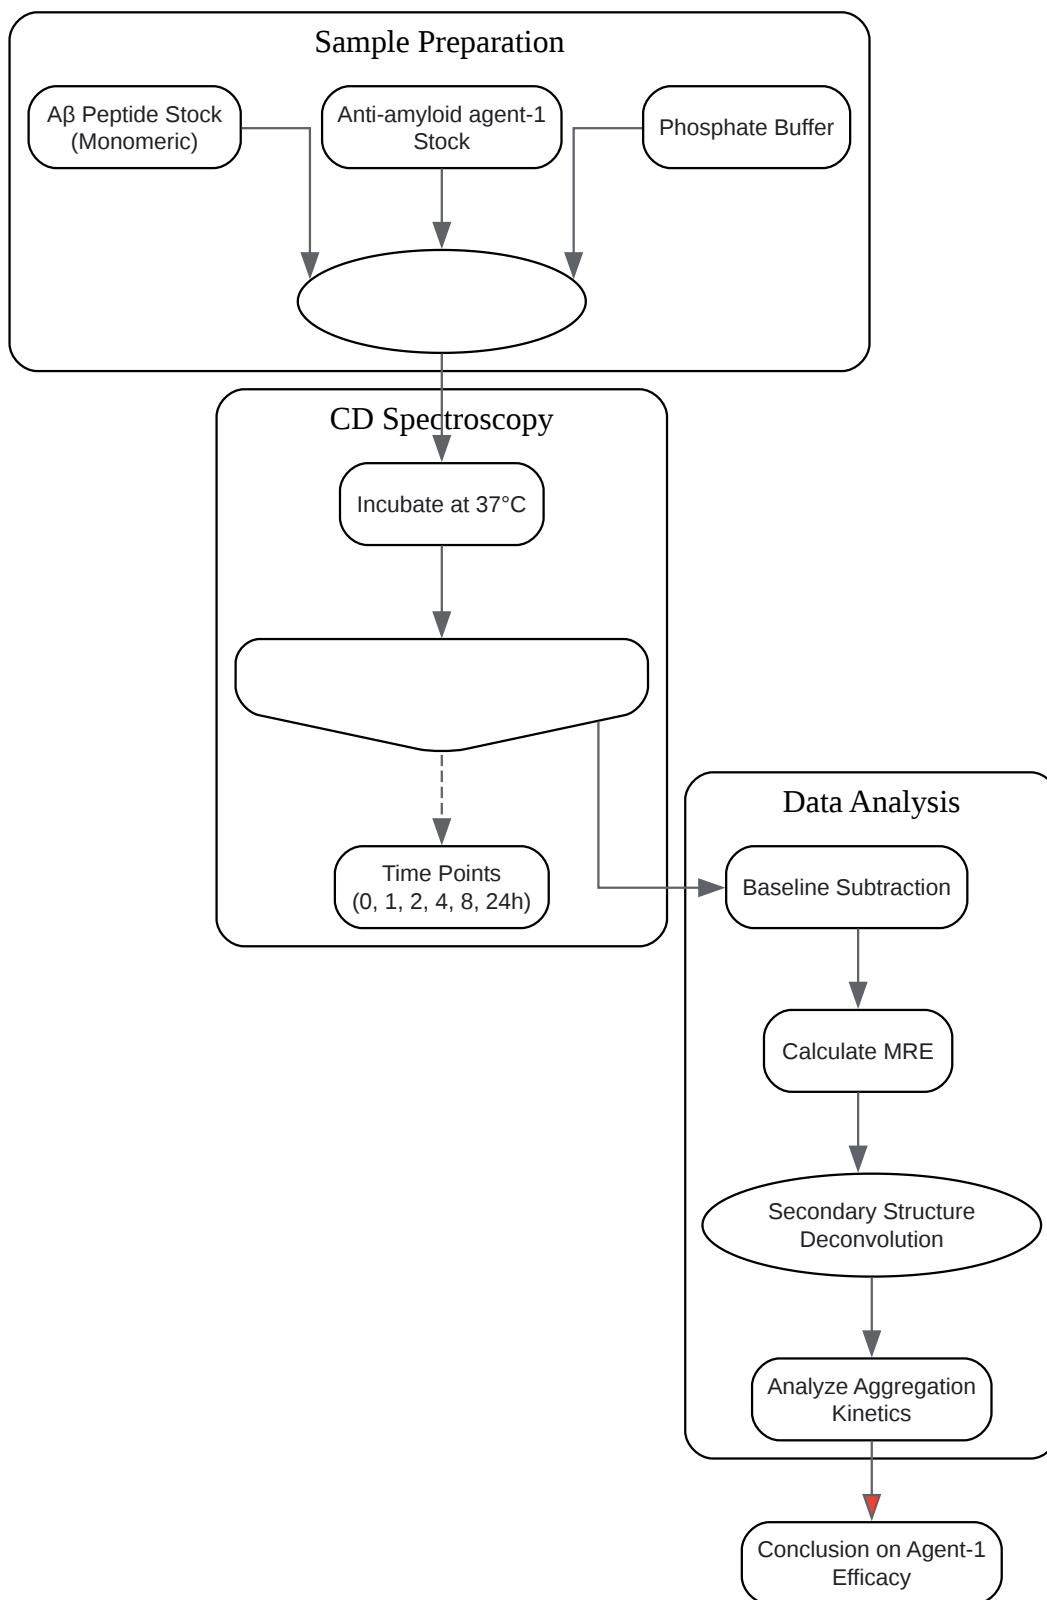 Sample Preparation
Aβ Peptide Stock
(Monomeric)
Anti-amyloid agent-1
Stock
Phosphate Buffer
CD Spectroscopy
Incubate at 37°C
Time Points
(0, 1, 2, 4, 8, 24h)
Data Analysis
Baseline Subtraction
Calculate MRE
Secondary Structure
Deconvolution
Analyze Aggregation
Kinetics
Conclusion on Agent-1
Efficacy